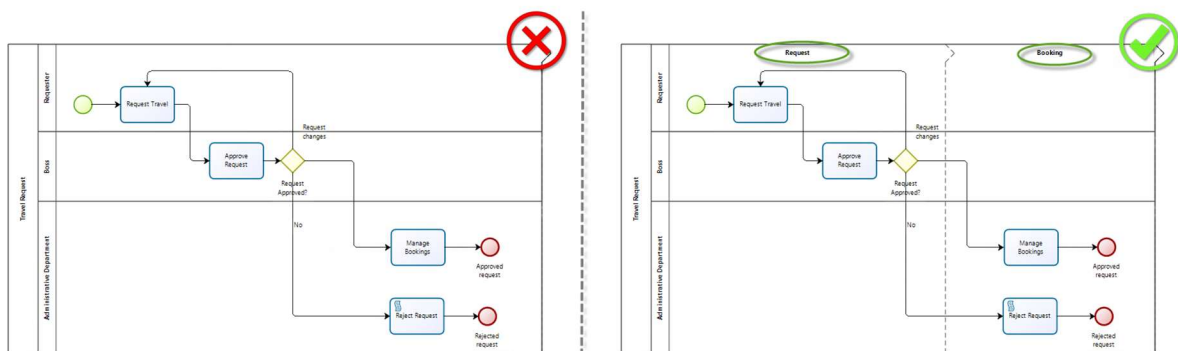 Travel Request
Requester
Request Travel
Request
changes
Boss
Approve
Request
Request
Approved?
Administrative Department
No
Manage
Bookings
Approved
request
Reject Request
Rejected
request
Request
Booking
Travel Request
Requester
Request Travel
Request
changes
Boss
Approve
Request
Request
Approved?
Administrative Department
No
Manage
Bookings
Approved
request
Reject Request
Rejected
request